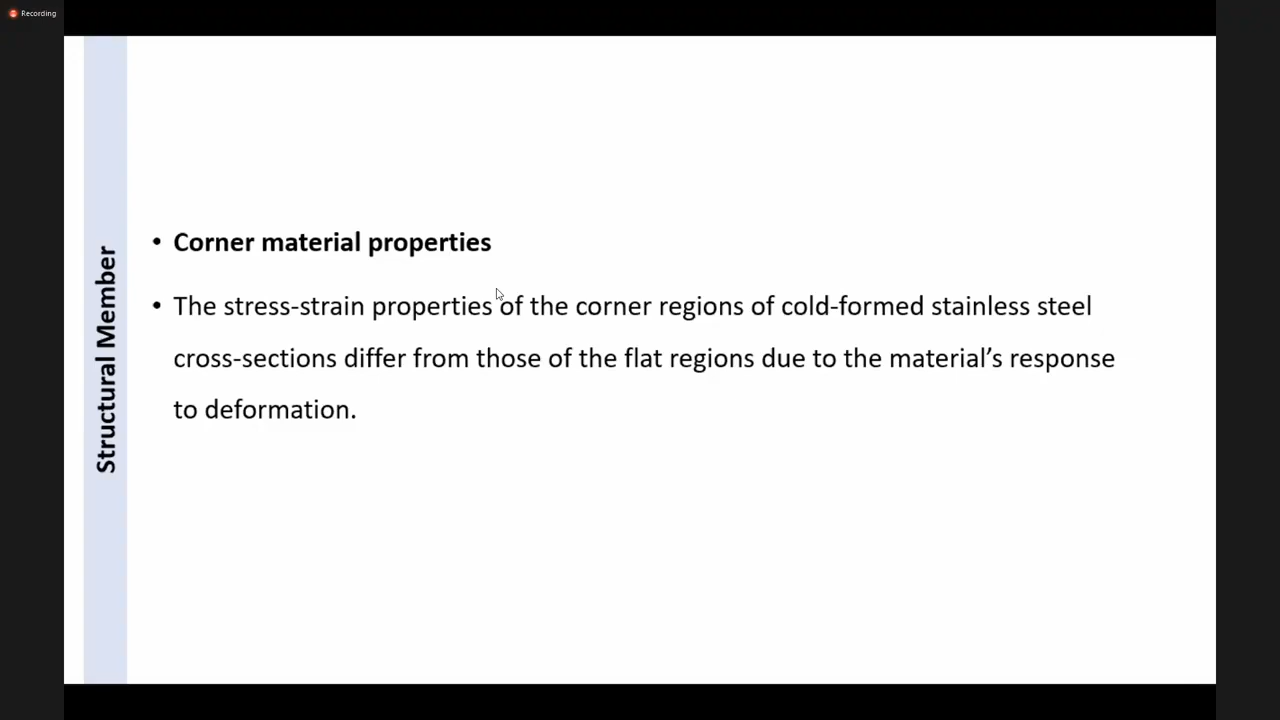 Recording
Structural Member
• Corner material properties
• The stress-strain properties of the corner regions of cold-formed stainless steel
cross-sections differ from those of the flat regions due to the material’s response
to deformation.